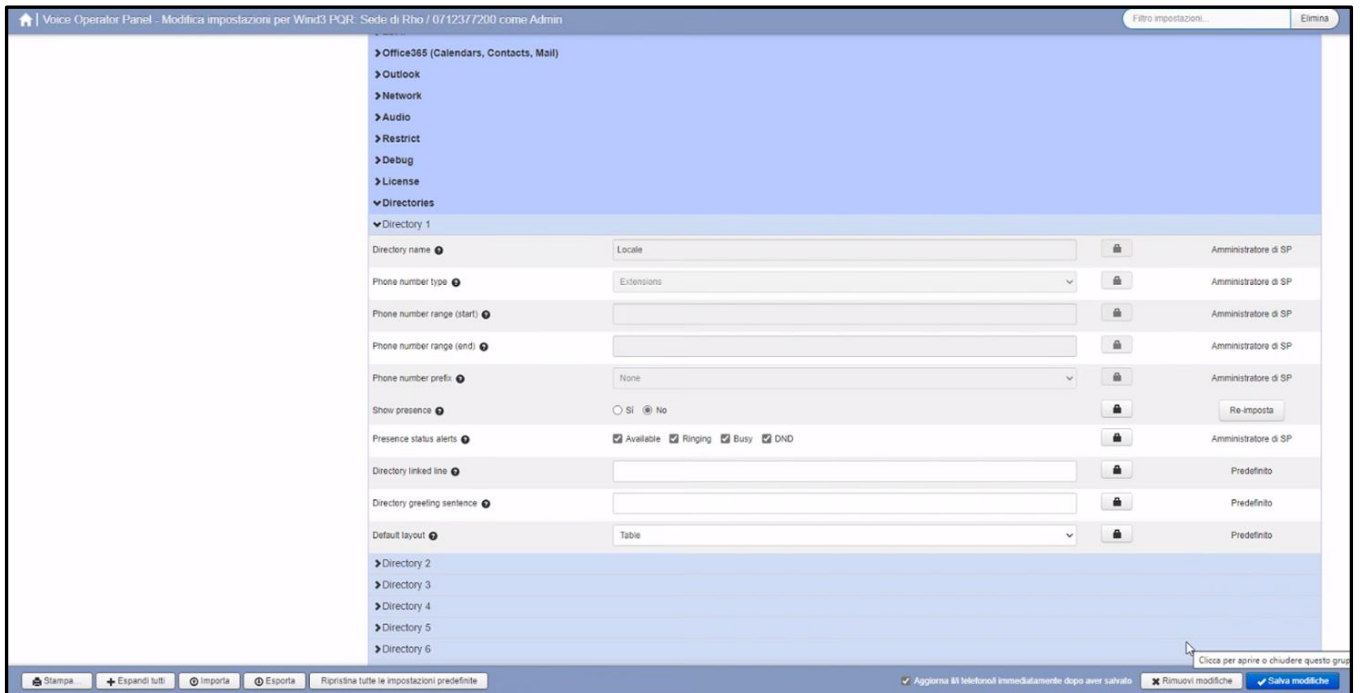 Voice Operator Panel - Modifica impostazioni per Wind3 PQR: Sede di Rho / 0712377200 come Admin
Filtro impostazioni... Elimina
Office365 (Calendars, Contacts, Mail)
Outlook
Network
Audio
Restrict
Debug
License
Directories
Directory 1
Directory name Locale Amministratore di SP
Phone number type Extensions Amministratore di SP
Phone number range (start) Amministratore di SP
Phone number range (end) Amministratore di SP
Phone number prefix None Amministratore di SP
Show presence Sì No Re-imposta
Presence status alerts Available Ringing Busy DND Amministratore di SP
Directory linked line Predefinito
Directory greeting sentence Predefinito
Default layout Table Predefinito
Directory 2
Directory 3
Directory 4
Directory 5
Directory 6
Clicca per aprire o chiudere questo grup
Stampa... Espandi tutti Importa Esporta Ripristina tutte le impostazioni predefinite Aggiorna il/i telefono/i immediatamente dopo aver salvato Rimuovi modifiche Salva modifiche